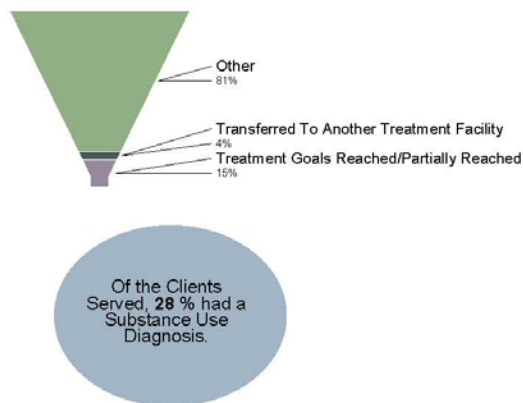 Other
81%
Transferred To Another Treatment Facility
4%
Treatment Goals Reached/Partially Reached
15%
Of the Clients
Served, 28 % had a
Substance Use
Diagnosis.